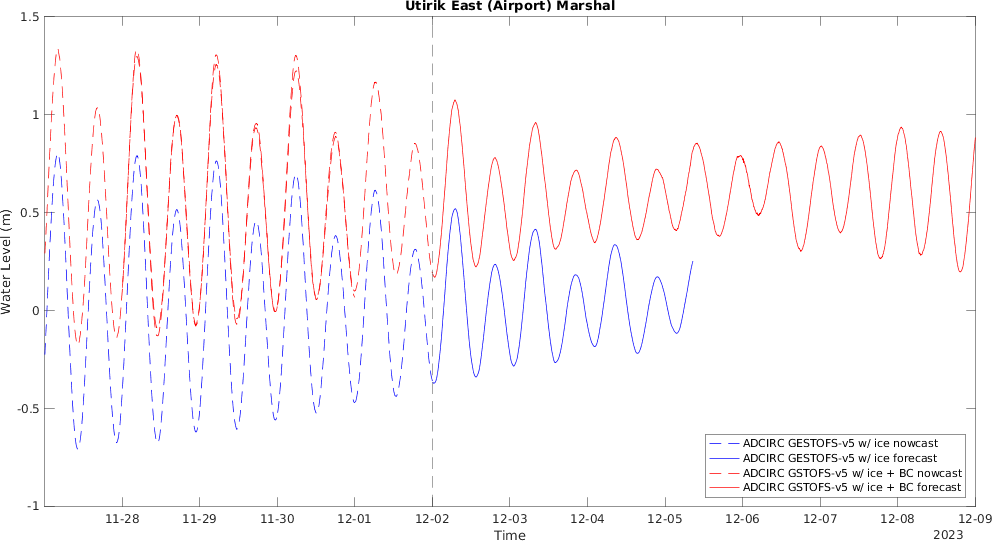 Utirik East (Airport) Marshal
Water Level (m)
1.5
1
0.5
0
-0.5
-1
11-28
11-29
11-30
12-01
12-02
12-03
12-04
12-05
12-06
12-07
12-08
12-09
Time
2023
ADCIRC GESTOFS-v5 w/ ice nowcast
ADCIRC GESTOFS-v5 w/ ice forecast
ADCIRC GSTOFS-v5 w/ ice + BC nowcast
ADCIRC GSTOFS-v5 w/ ice + BC forecast